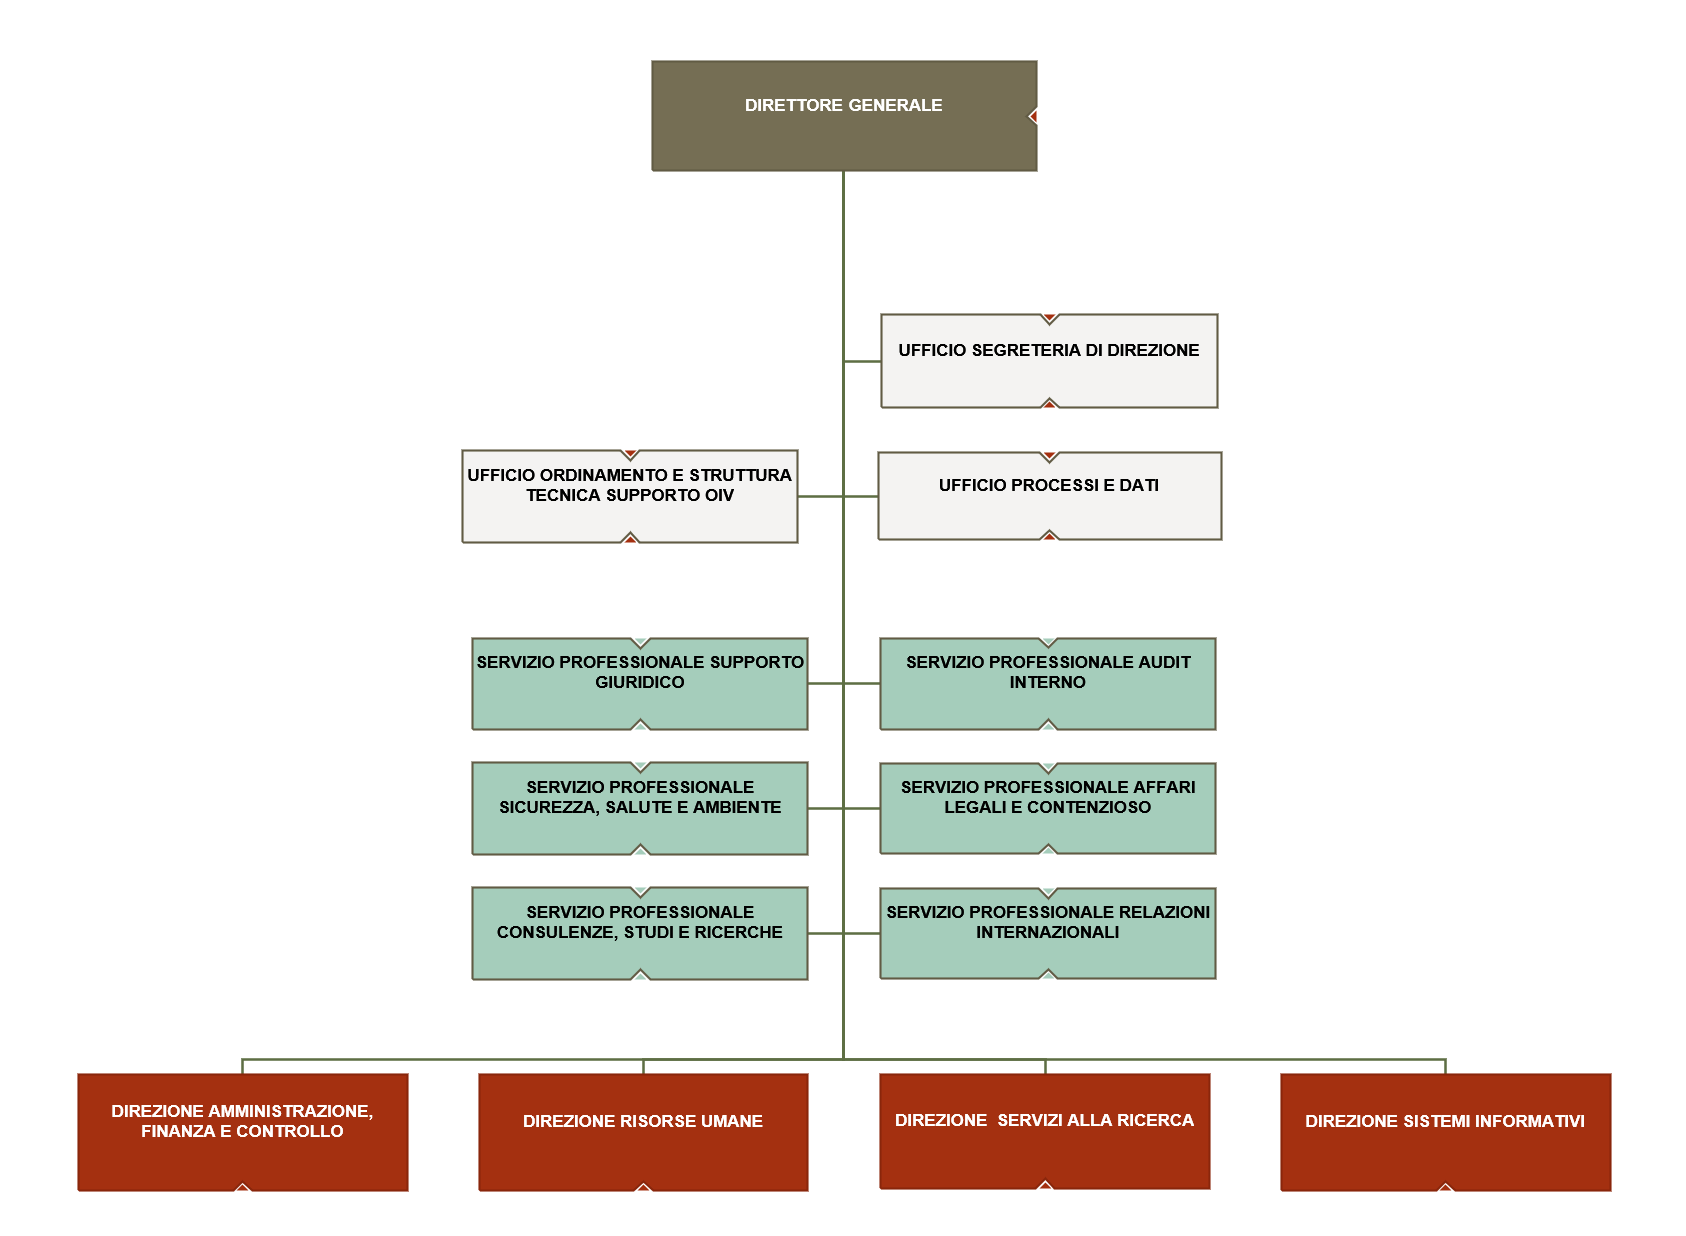 DIRETTORE GENERALE
UFFICIO SEGRETERIA DI DIREZIONE
UFFICIO ORDINAMENTO E STRUTTURA
TECNICA SUPPORTO OIV
UFFICIO PROCESSI E DATI
SERVIZIO PROFESSIONALE SUPPORTO
GIURIDICO
SERVIZIO PROFESSIONALE AUDIT
INTERNO
SERVIZIO PROFESSIONALE
SICUREZZA, SALUTE E AMBIENTE
SERVIZIO PROFESSIONALE AFFARI
LEGALI E CONTENZIOSO
SERVIZIO PROFESSIONALE
CONSULENZE, STUDI E RICERCHE
SERVIZIO PROFESSIONALE RELAZIONI
INTERNAZIONALI
DIREZIONE AMMINISTRAZIONE,
FINANZA E CONTROLLO
DIREZIONE RISORSE UMANE
DIREZIONE  SERVIZI ALLA RICERCA
DIREZIONE SISTEMI INFORMATIVI